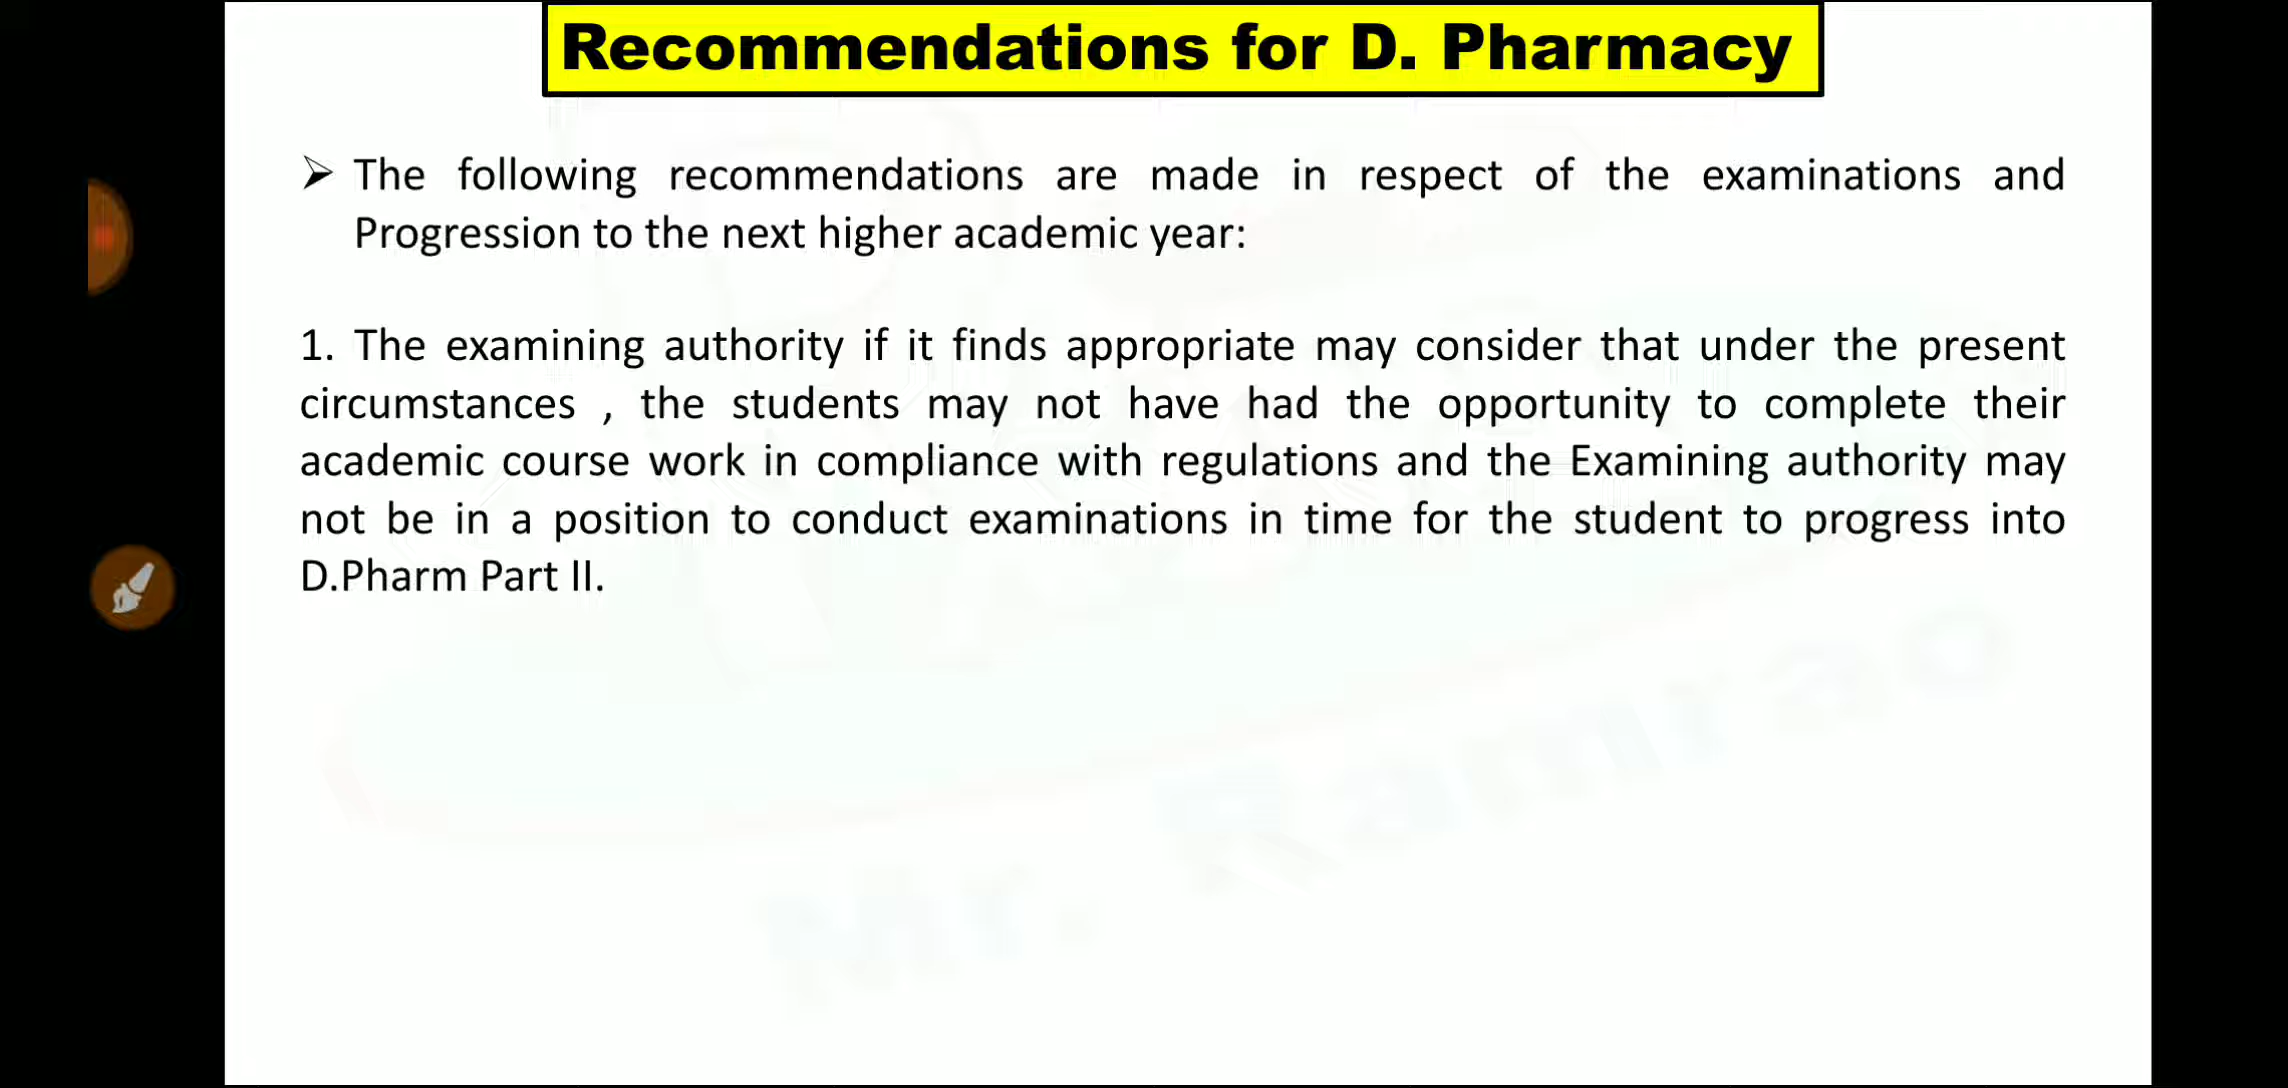 Recommendations for D. Pharmacy
➢ The following recommendations are made in respect of the examinations and
Progression to the next higher academic year:
1. The examining authority if it finds appropriate may consider that under the present
circumstances , the students may not have had the opportunity to complete their
academic course work in compliance with regulations and the Examining authority may
not be in a position to conduct examinations in time for the student to progress into
D.Pharm Part II.
Mr. Ramrao